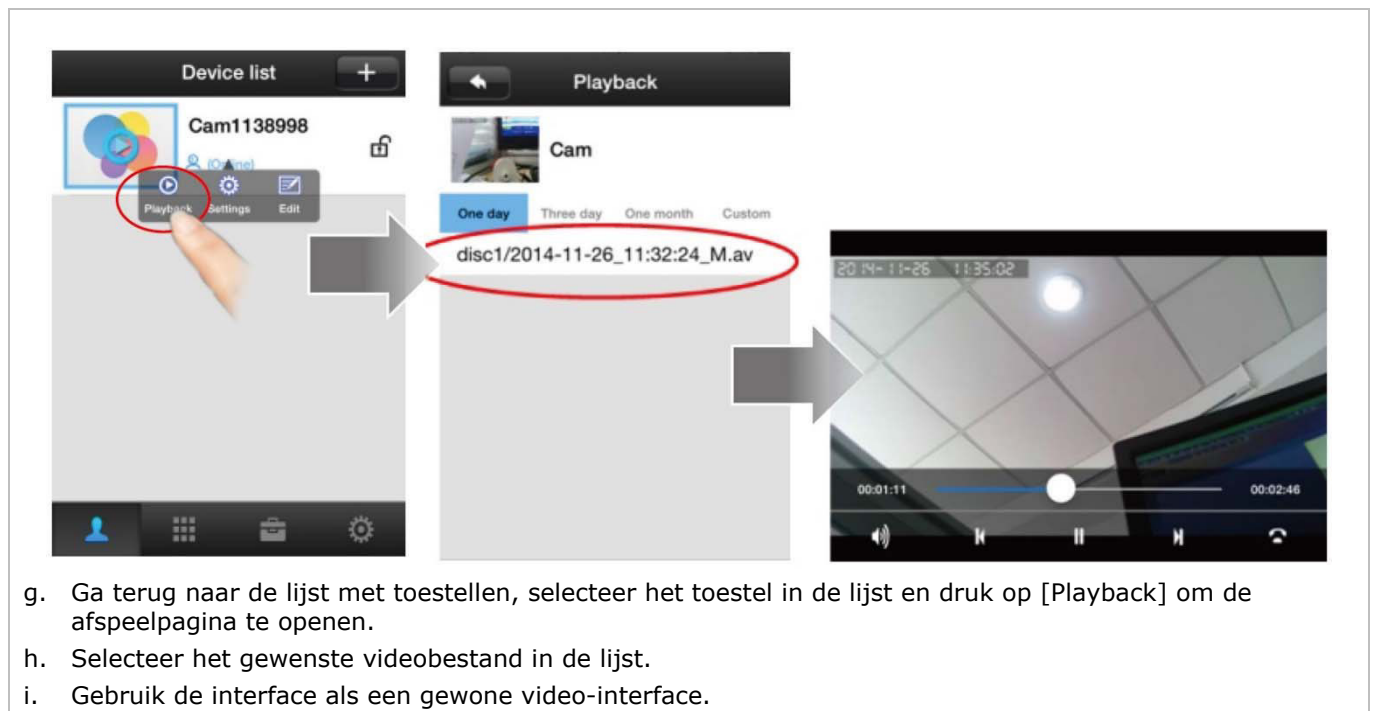 Device list
Cam1138998
(Online)
Playback Settings Edit
Playback
Cam
One day Three day One month Custom
disc1/2014-11-26_11:32:24_M.av
2014-11-26 11:35:02
00:01:11 00:02:46
g. Ga terug naar de lijst met toestellen, selecteer het toestel in de lijst en druk op [Playback] om de
afspeelpagina te openen.
h. Selecteer het gewenste videobestand in de lijst.
i. Gebruik de interface als een gewone video-interface.